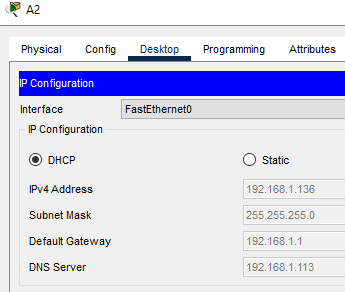 A2
Physical Config Desktop Programming Attributes
IP Configuration
Interface FastEthernet0
IP Configuration
DHCP Static
IPv4 Address 192.168.1.136
Subnet Mask 255.255.255.0
Default Gateway 192.168.1.1
DNS Server 192.168.1.113